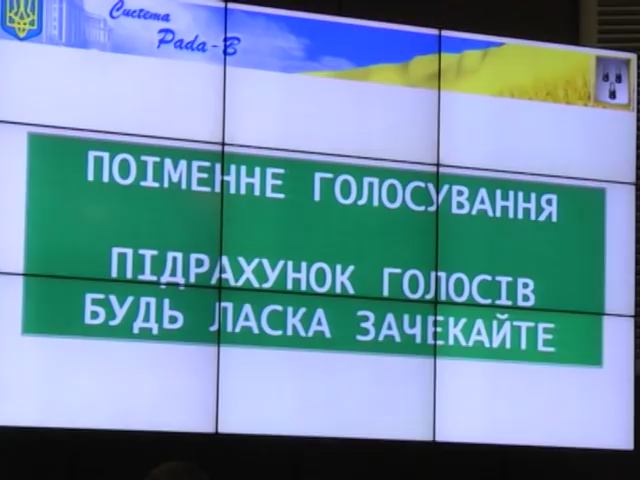 Система
Рада-В
ПОІМЕННЕ ГОЛОСУВАННЯ
ПІДРАХУНОК ГОЛОСІВ
БУДЬ ЛАСКА ЗАЧЕКАЙТЕ